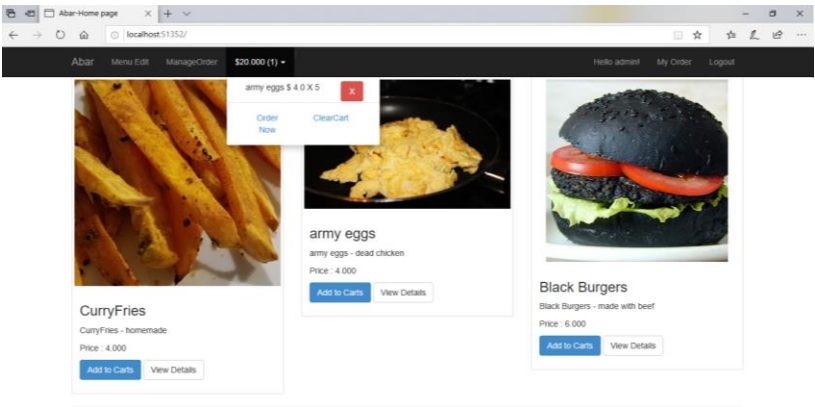 Abar-Home page
localhost:51352/
Abar Menu Edit ManageOrder $20.000 (1) Hello admin! My Order Logout
army eggs $ 4.0 X 5 X
Order Now ClearCart
CurryFries
CurryFries - homemade
Price : 4.000
Add to Carts View Details
army eggs
army eggs - dead chicken
Price : 4.000
Add to Carts View Details
Black Burgers
Black Burgers - made with beef
Price : 6.000
Add to Carts View Details